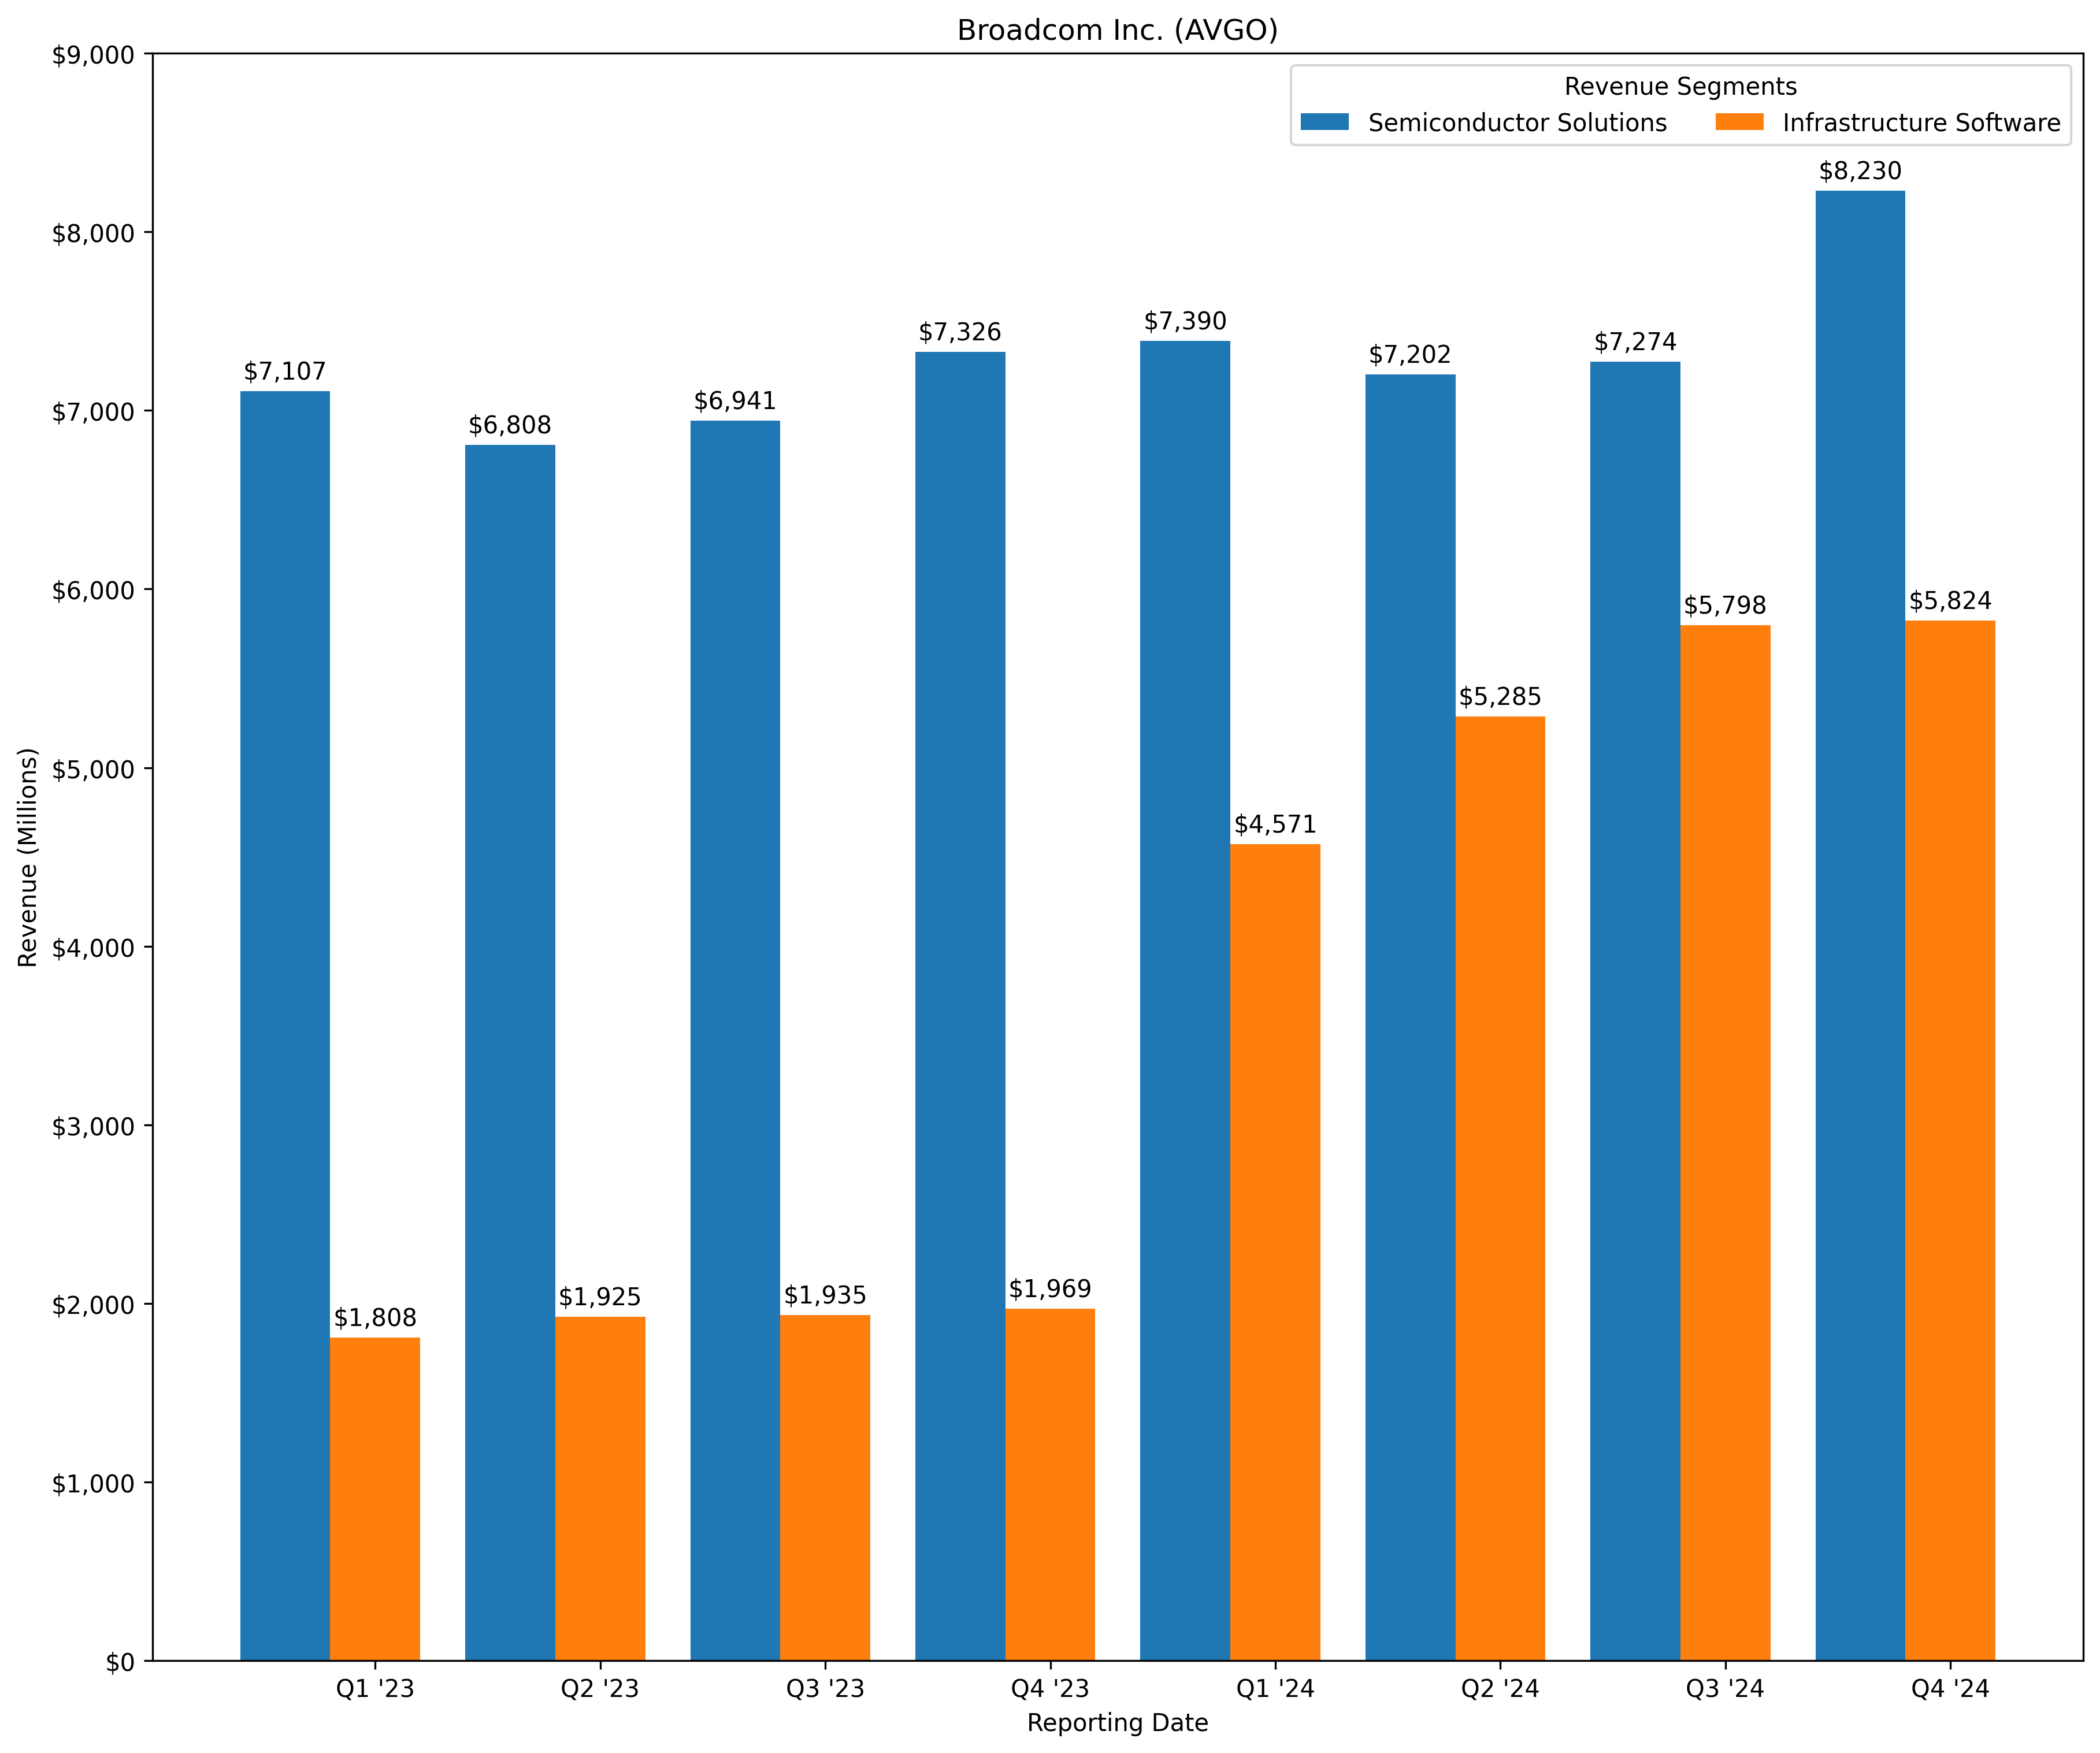 Broadcom Inc. (AVGO)
Revenue Segments
Semiconductor Solutions
Infrastructure Software
Revenue (Millions)
$9,000
$8,000
$7,000
$6,000
$5,000
$4,000
$3,000
$2,000
$1,000
$0
$7,107
$1,808
$6,808
$1,925
$6,941
$1,935
$7,326
$1,969
$7,390
$4,571
$7,202
$5,285
$7,274
$5,798
$8,230
$5,824
Q1 '23
Q2 '23
Q3 '23
Q4 '23
Q1 '24
Q2 '24
Q3 '24
Q4 '24
Reporting Date